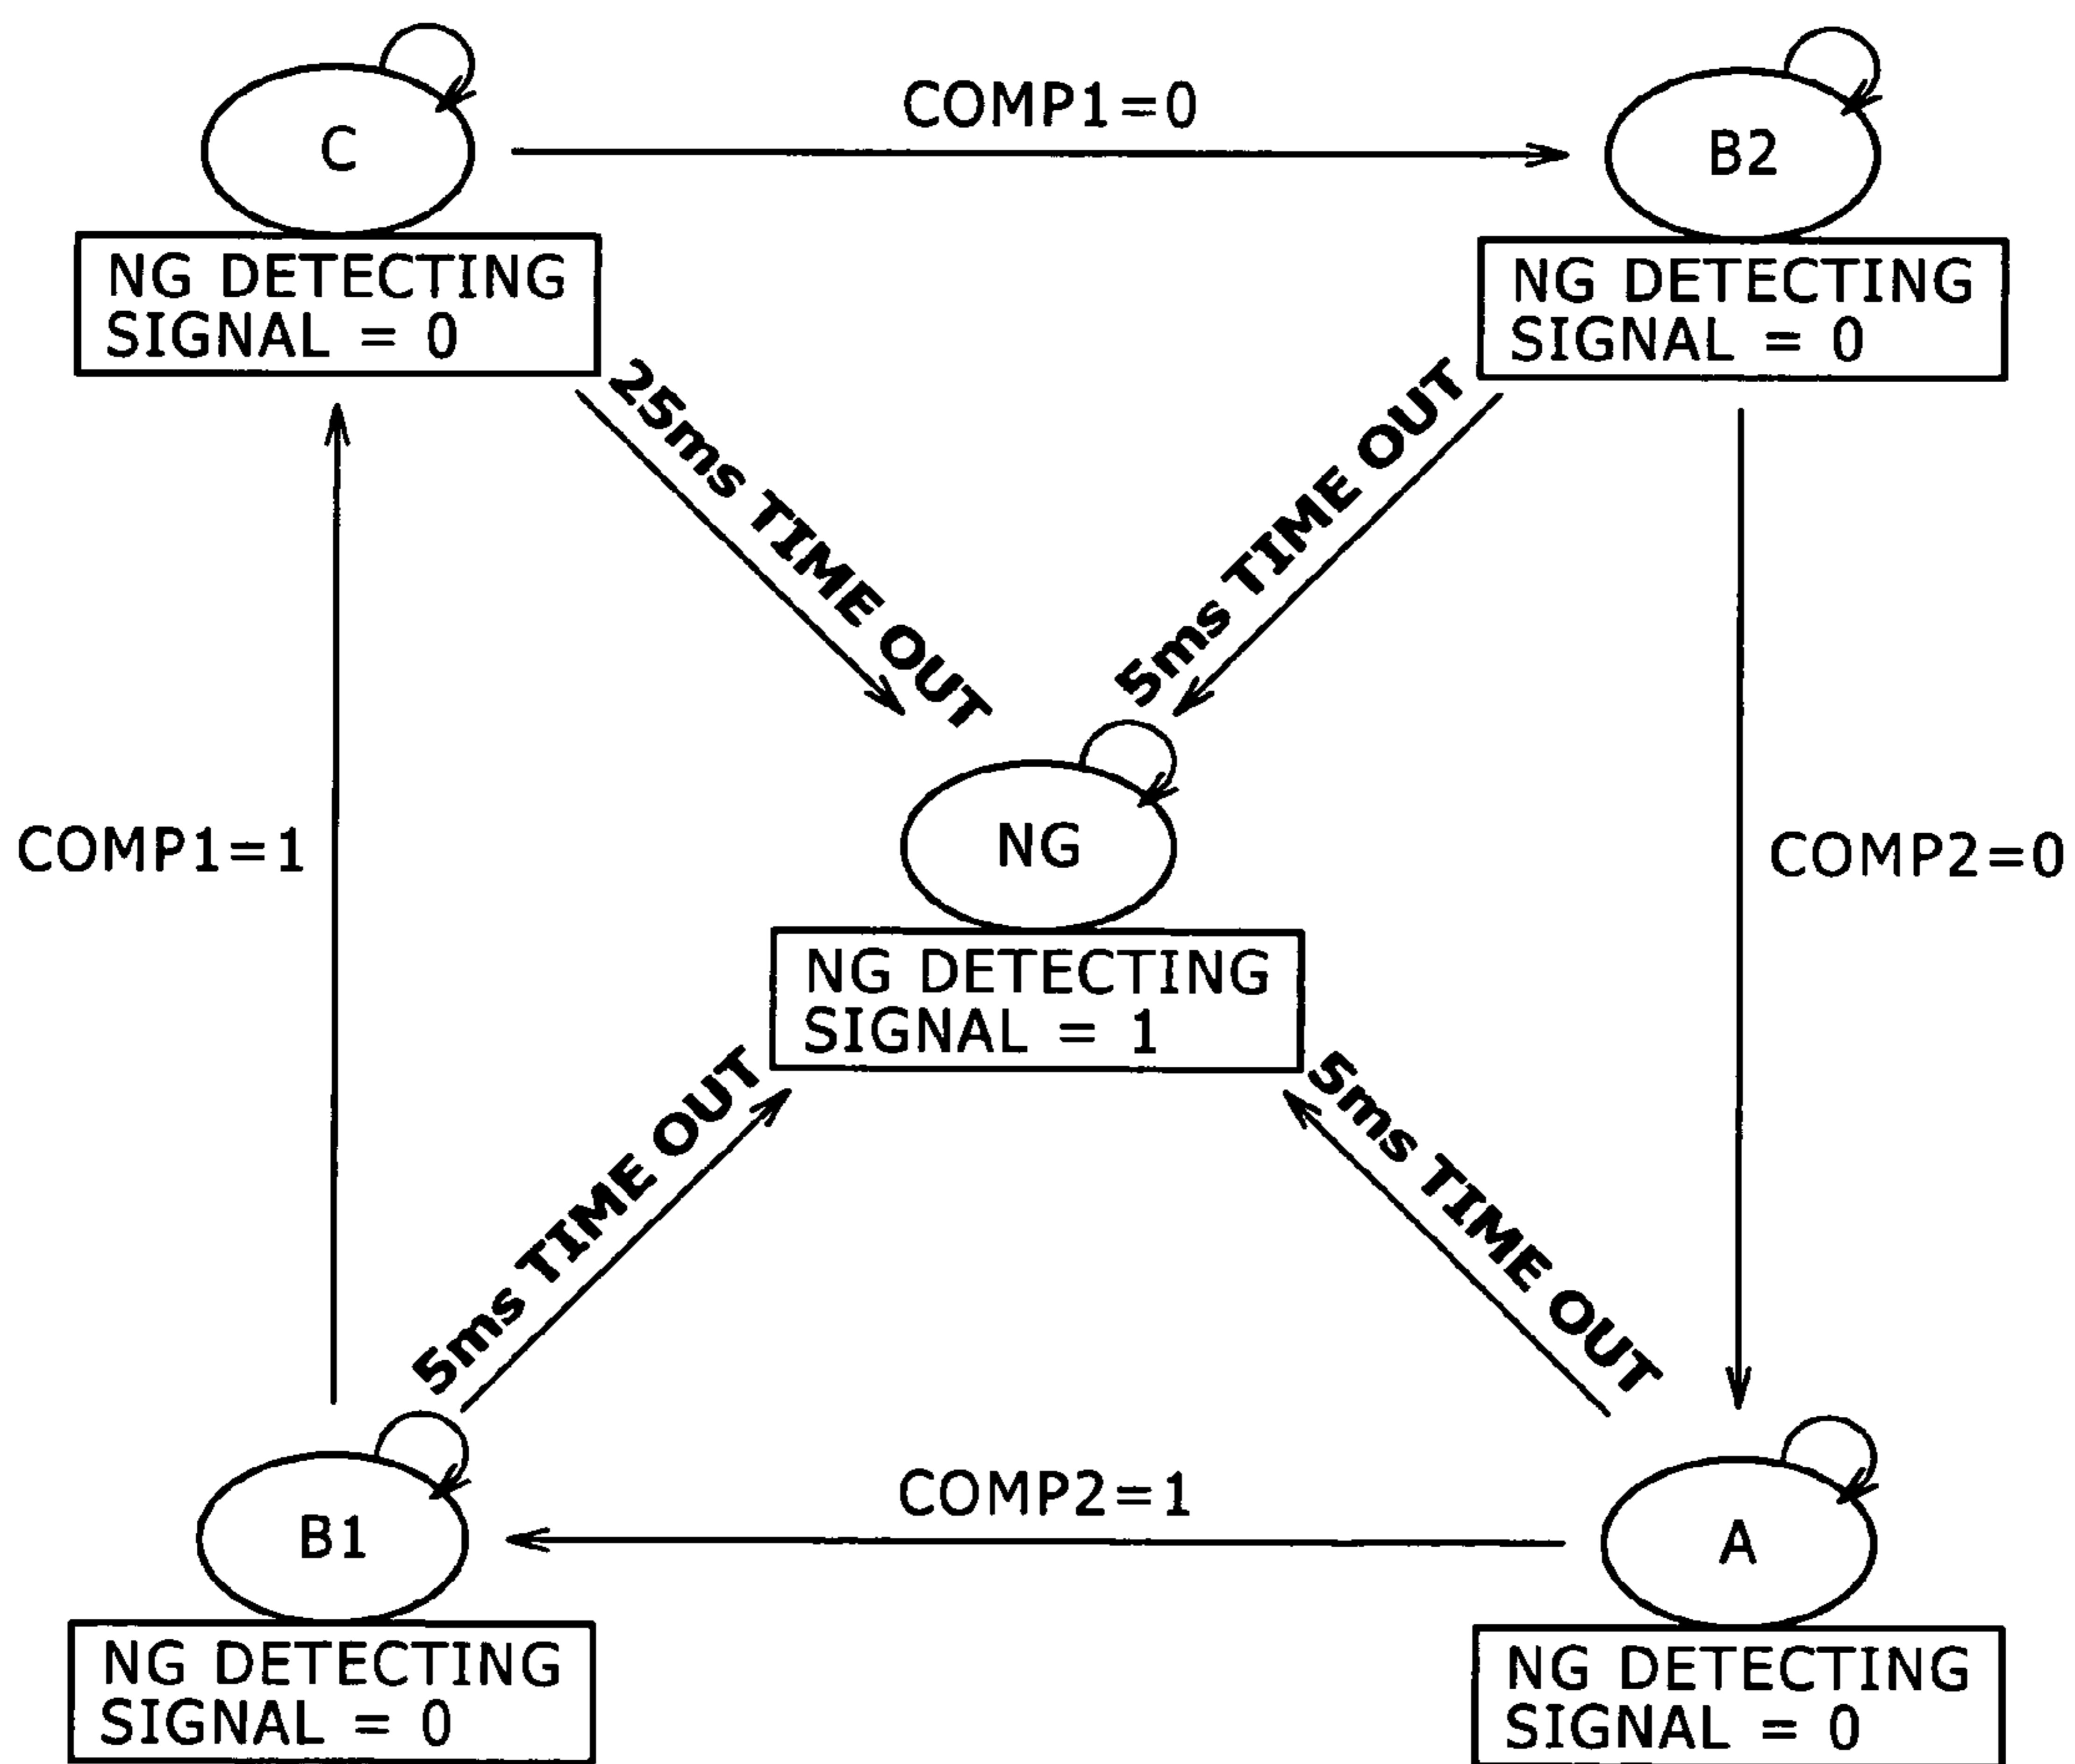 COMP1=0
C
B2
NG DETECTING
SIGNAL = 0
NG DETECTING
SIGNAL = 0
25ms TIME OUT
5ms TIME OUT
COMP1=1
NG
COMP2=0
NG DETECTING
SIGNAL = 1
5ms TIME OUT
5ms TIME OUT
COMP2=1
B1
A
NG DETECTING
SIGNAL = 0
NG DETECTING
SIGNAL = 0